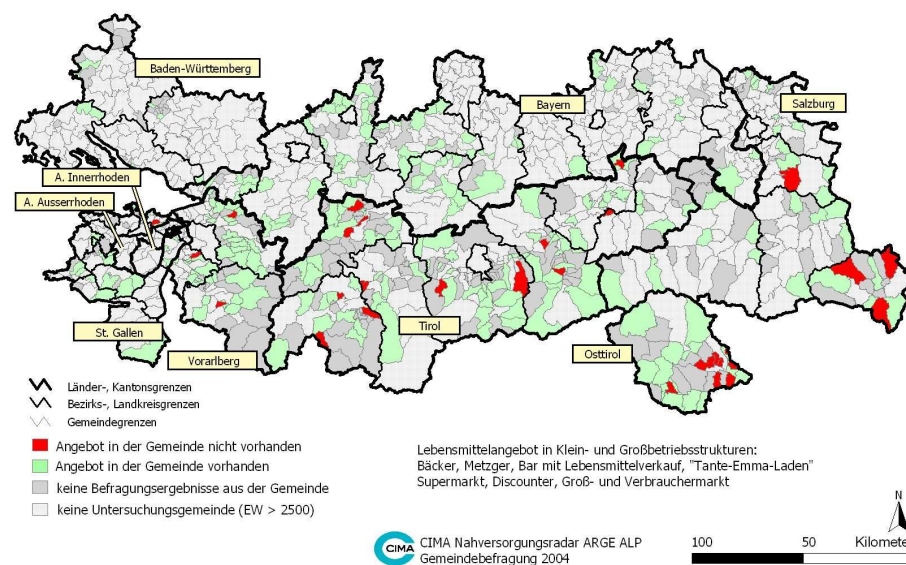 Baden-Württemberg
Bayern
Salzburg
A. Innerrhoden
A. Ausserrhoden
St. Gallen
Vorarlberg
Tirol
Osttirol
Länder-, Kantonsgrenzen
Bezirks-, Landkreisgrenzen
Gemeindegrenzen
Angebot in der Gemeinde nicht vorhanden
Angebot in der Gemeinde vorhanden
keine Befragungsergebnisse aus der Gemeinde
keine Untersuchungsgemeinde (EW > 2500)
Lebensmittelangebot in Klein- und Großbetriebsstrukturen:
Bäcker, Metzger, Bar mit Lebensmittelverkauf, "Tante-Emma-Laden"
Supermarkt, Discounter, Groß- und Verbrauchermarkt
CIMA
CIMA Nahversorgungsradar ARGE ALP
Gemeindebefragung 2004
N
100 50 Kilomete